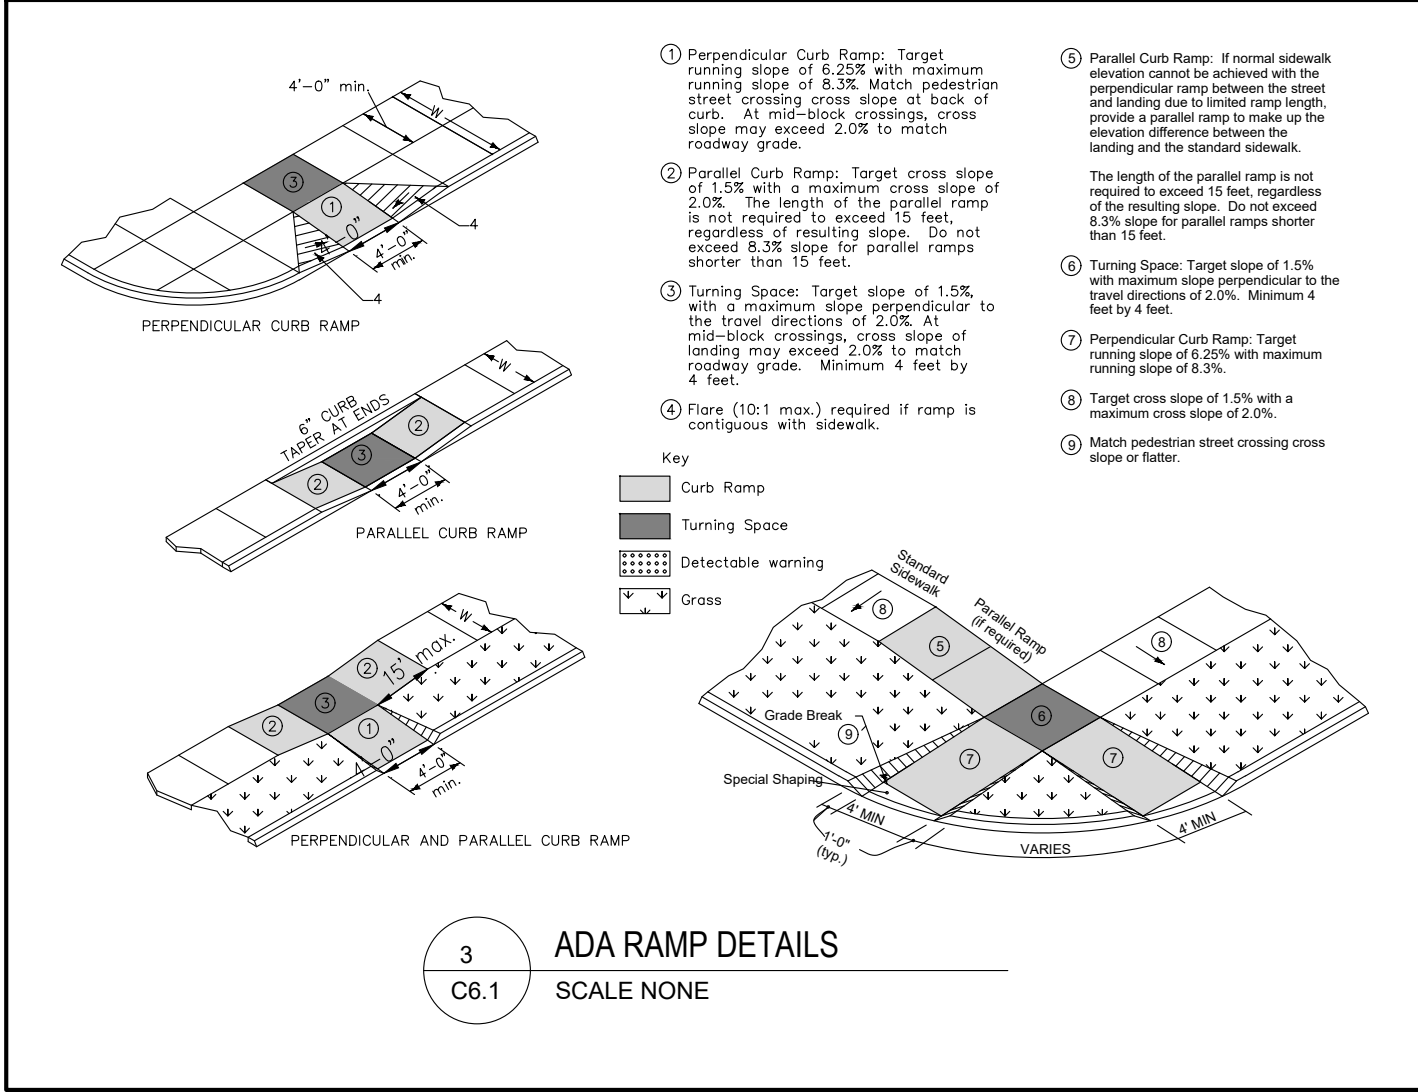 4'-0" min.
W
3
1
4'-0"
4'-0"
min.
4
4
PERPENDICULAR CURB RAMP
W
6" CURB
TAPER AT ENDS
2
3
2
4'-0"
min.
PARALLEL CURB RAMP
W
2
15' max.
3
2
1
4'-0"
4'-0"
min.
PERPENDICULAR AND PARALLEL CURB RAMP
1 Perpendicular Curb Ramp: Target
running slope of 6.25% with maximum
running slope of 8.3%. Match pedestrian
street crossing cross slope at back of
curb. At mid-block crossings, cross
slope may exceed 2.0% to match
roadway grade.
2 Parallel Curb Ramp: Target cross slope
of 1.5% with a maximum cross slope of
2.0%. The length of the parallel ramp
is not required to exceed 15 feet,
regardless of resulting slope. Do not
exceed 8.3% slope for parallel ramps
shorter than 15 feet.
3 Turning Space: Target slope of 1.5%,
with a maximum slope perpendicular to
the travel directions of 2.0%. At
mid-block crossings, cross slope of
landing may exceed 2.0% to match
roadway grade. Minimum 4 feet by
4 feet.
4 Flare (10:1 max.) required if ramp is
contiguous with sidewalk.
Key
Curb Ramp
Turning Space
Detectable warning
Grass
5 Parallel Curb Ramp: If normal sidewalk
elevation cannot be achieved with the
perpendicular ramp between the street
and landing due to limited ramp length,
provide a parallel ramp to make up the
elevation difference between the
landing and the standard sidewalk.
The length of the parallel ramp is not
required to exceed 15 feet, regardless
of the resulting slope. Do not exceed
8.3% slope for parallel ramps shorter
than 15 feet.
6 Turning Space: Target slope of 1.5%
with maximum slope perpendicular to the
travel directions of 2.0%. Minimum 4
feet by 4 feet.
7 Perpendicular Curb Ramp: Target
running slope of 6.25% with maximum
running slope of 8.3%.
8 Target cross slope of 1.5% with a
maximum cross slope of 2.0%.
9 Match pedestrian street crossing cross
slope or flatter.
Standard
Sidewalk
Parallel Ramp
(if required)
8
8
5
6
Grade Break
9
7
7
Special Shaping
4' MIN
1'-0"
(typ.)
VARIES
4' MIN
3
C6.1
ADA RAMP DETAILS
SCALE NONE